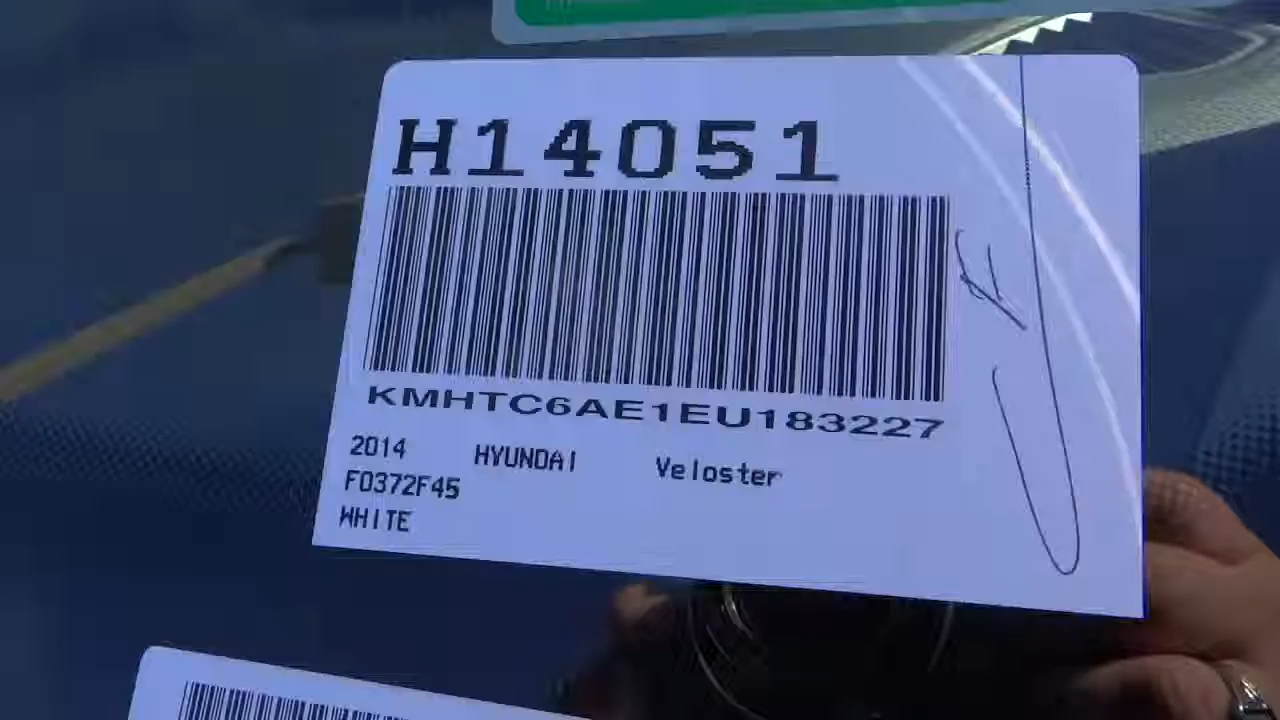 H14051
KMHTC6AE1EU183227
2014 HYUNDAI Veloster
F0372F45
WHITE